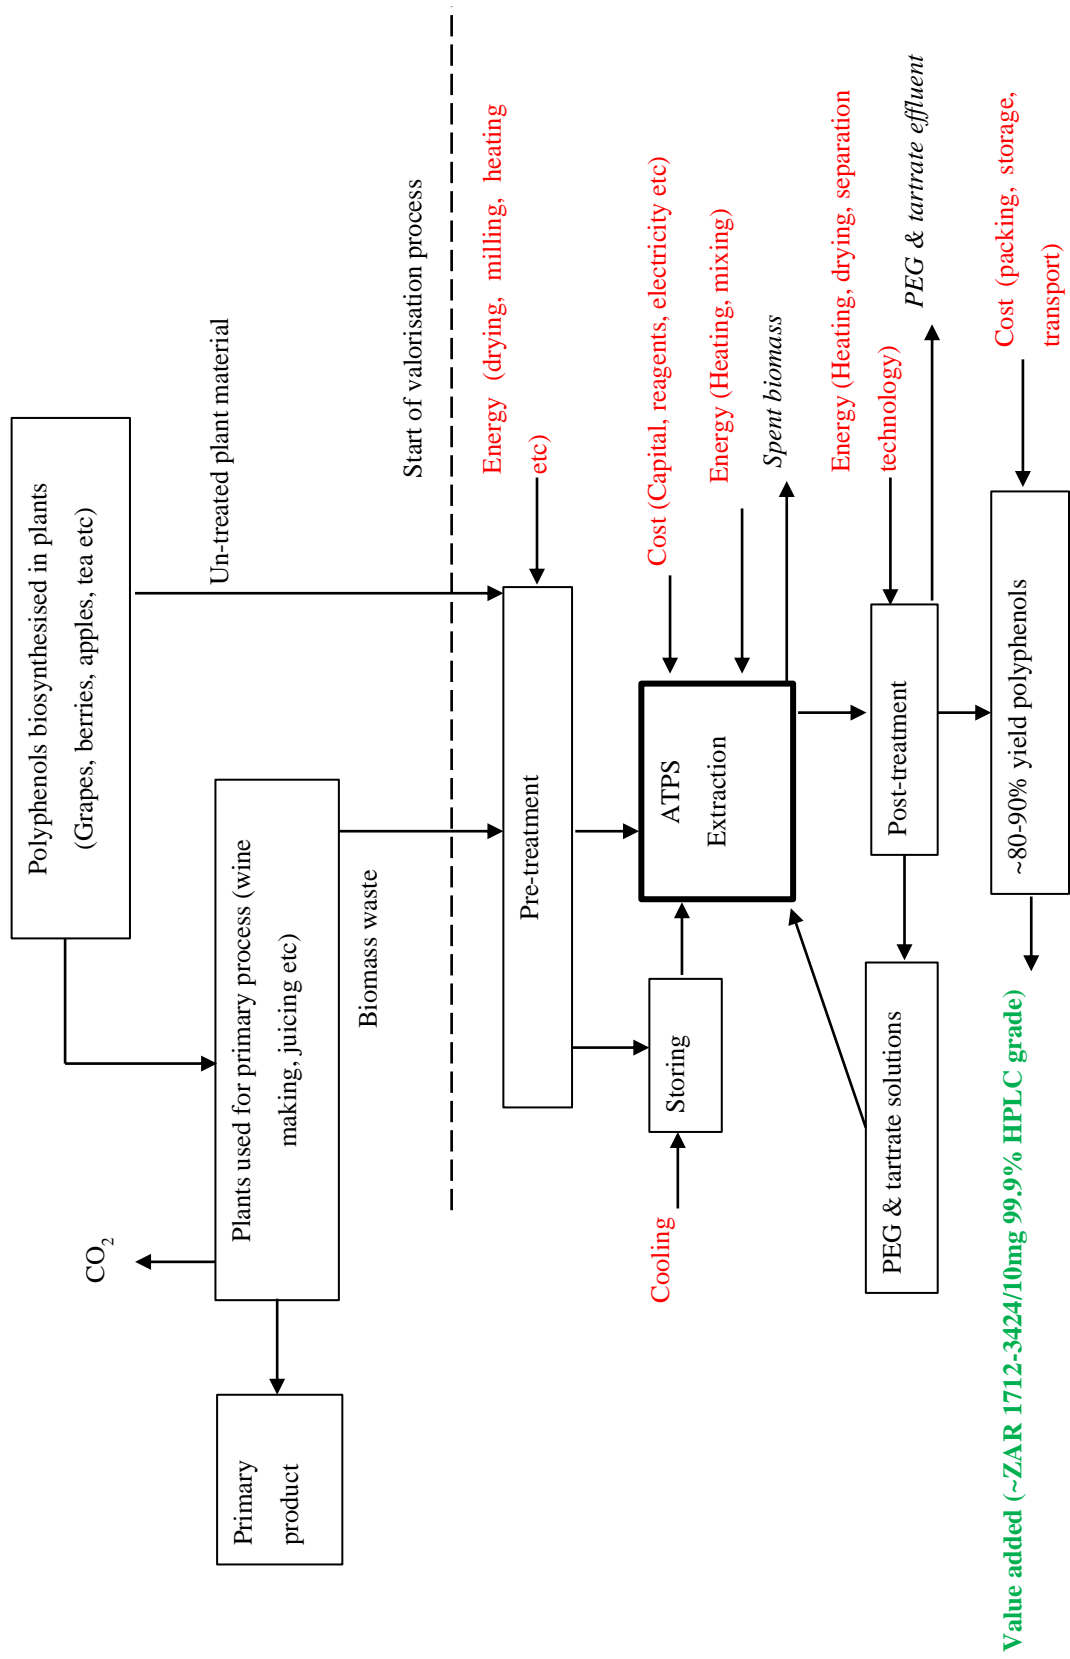 Polyphenols biosynthesised in plants
(Grapes, berries, apples, tea etc)
Un-treated plant material
CO2
Plants used for primary process (wine
making, juicing etc)
Primary
product
Biomass waste
Start of valorisation process
Energy (drying, milling, heating
etc)
Pre-treatment
Cooling
Storing
ATPS
Extraction
Cost (Capital, reagents, electricity etc)
Energy (Heating, mixing)
Spent biomass
Energy (Heating, drying, separation
technology)
Post-treatment
PEG & tartrate solutions
PEG & tartrate effluent
~80-90% yield polyphenols
Cost (packing, storage,
transport)
Value added (~ZAR 1712-3424/10mg 99.9% HPLC grade)